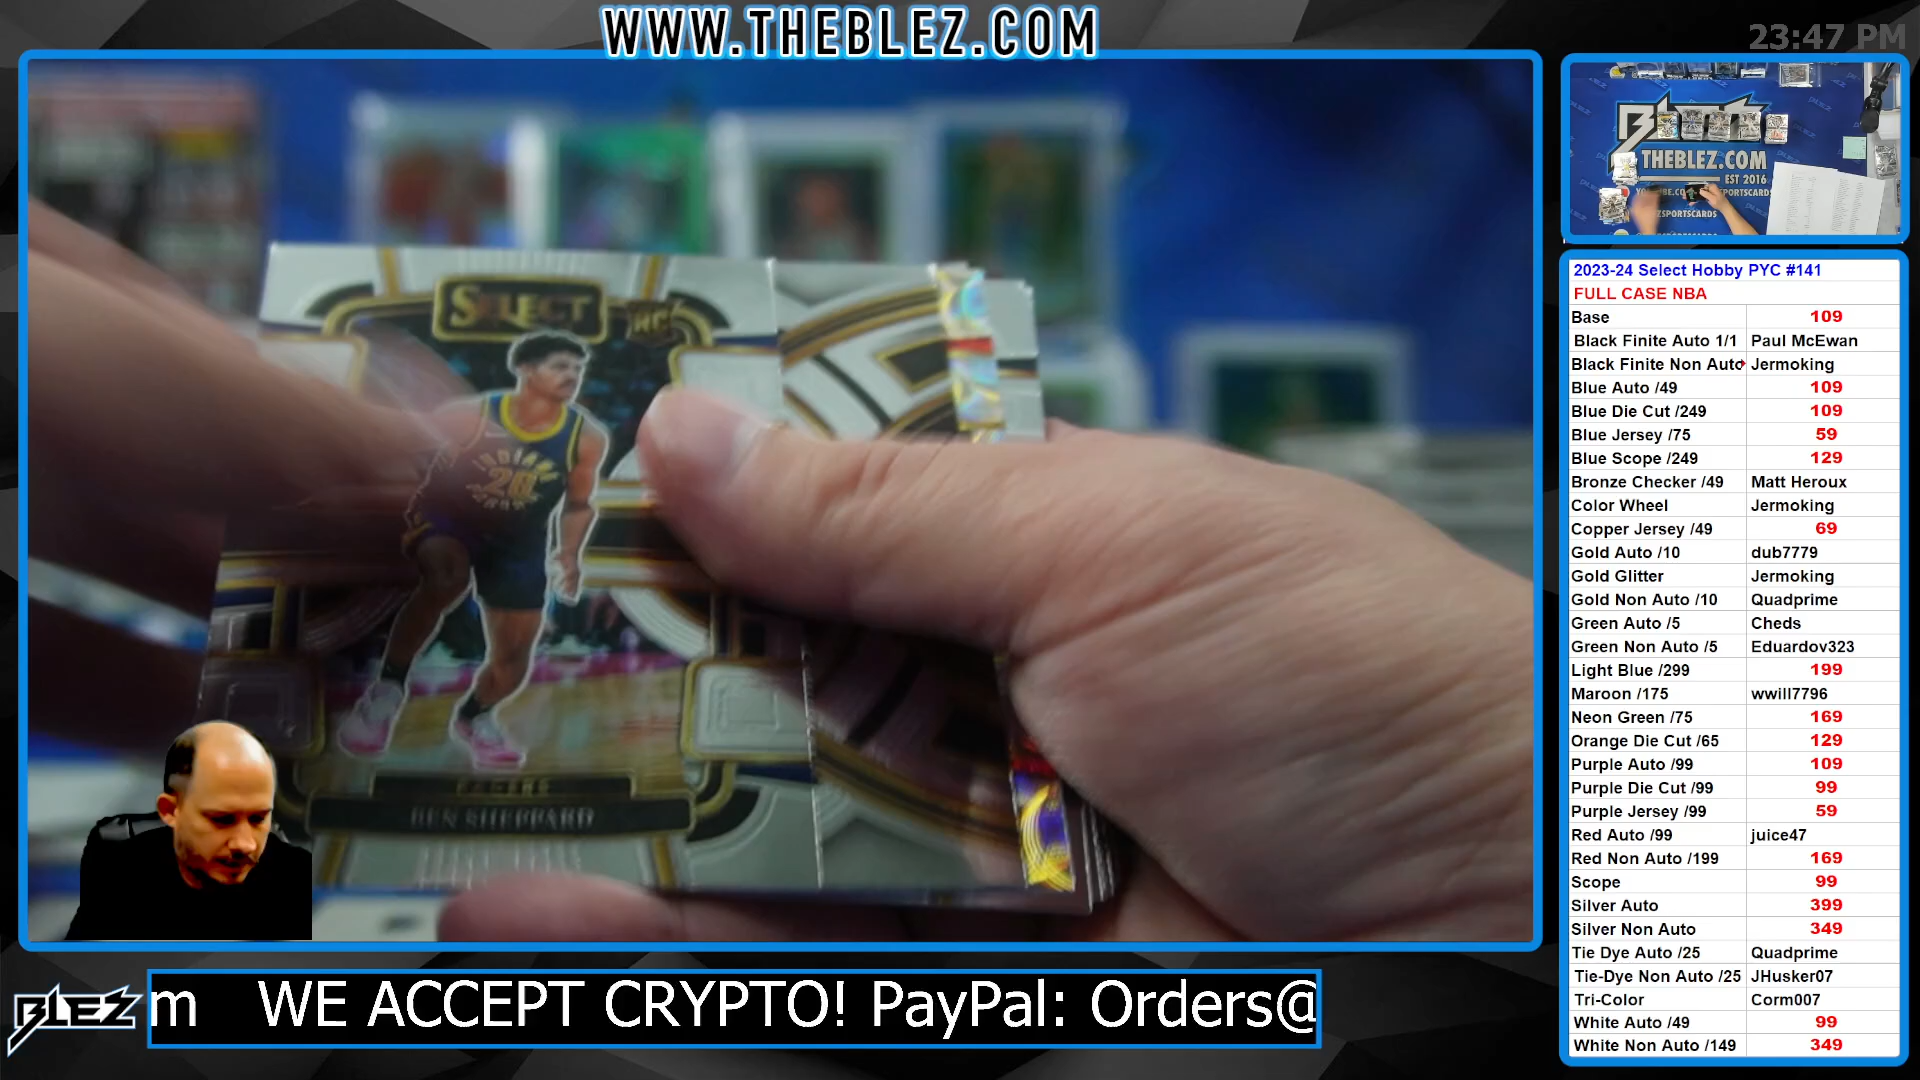 WWW.THEBLEZ.COM
23:47 PM
THEBLEZ.COM
EST 2016
SELECT
RC
INDIANA
26
BEN SHEPPARD
2023-24 Select Hobby PYC #141
FULL CASE NBA
Base 109
Black Finite Auto 1/1 Paul McEwan
Black Finite Non Auto Jermoking
Blue Auto /49 109
Blue Die Cut /249 109
Blue Jersey /75 59
Blue Scope /249 129
Bronze Checker /49 Matt Heroux
Color Wheel Jermoking
Copper Jersey /49 69
Gold Auto /10 dub7779
Gold Glitter Jermoking
Gold Non Auto /10 Quadprime
Green Auto /5 Cheds
Green Non Auto /5 Eduardov323
Light Blue /299 199
Maroon /175 wwill7796
Neon Green /75 169
Orange Die Cut /65 129
Purple Auto /99 109
Purple Die Cut /99 99
Purple Jersey /99 59
Red Auto /99 juice47
Red Non Auto /199 169
Scope 99
Silver Auto 399
Silver Non Auto 349
Tie Dye Auto /25 Quadprime
Tie-Dye Non Auto /25 JHusker07
Tri-Color Corm007
White Auto /49 99
White Non Auto /149 349
BLEZ
m WE ACCEPT CRYPTO! PayPal: Orders@